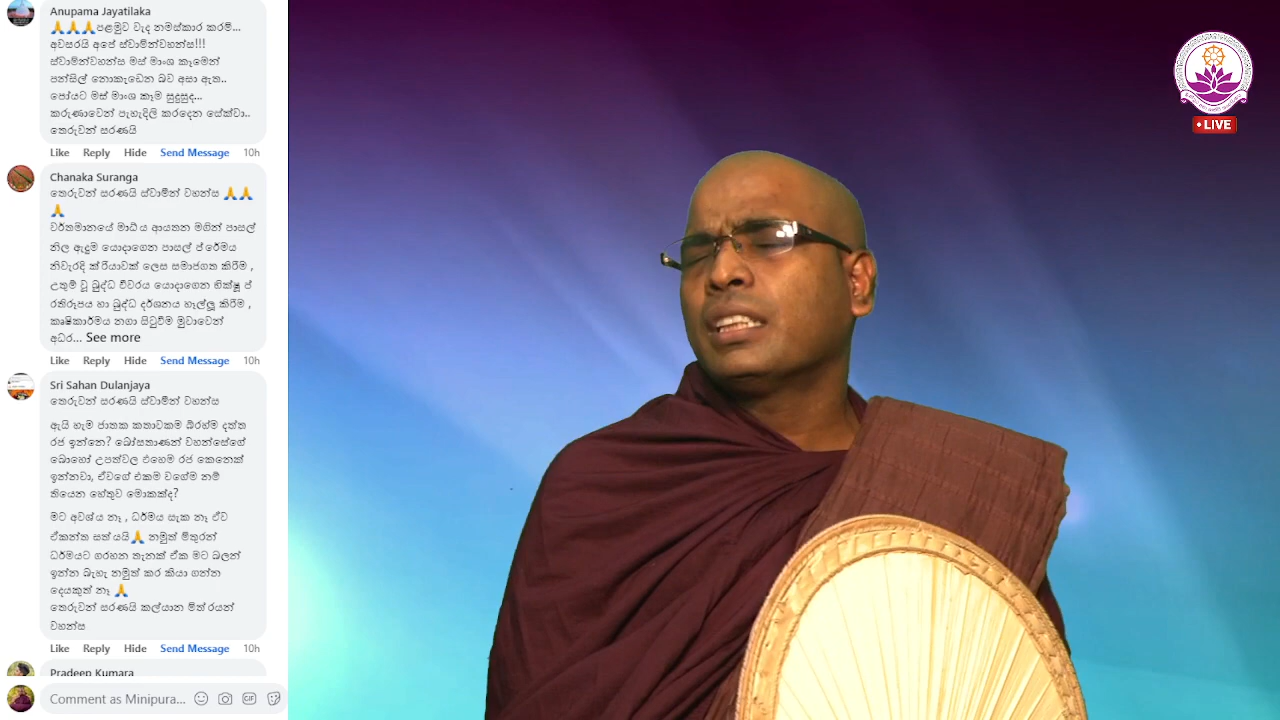 Anupama Jayatilaka
🙏🙏🙏පළමුව වැද නමස්කාර කරමි...
අවසරයි අපේ ස්වාමින්වහන්ස!!!
ස්වාමින්වහන්ස මස් මාංශ කෑමෙන්
පන්සිල් නොකැඩෙන බව අසා ඇත..
පෝයට මස් මාංශ කෑම සුදුසුද...
කරුණාවෙන් පැහැදිලි කරදෙන සේක්වා..
තෙරුවන් සරණයි
Like Reply Hide Send Message 10h
Chanaka Suranga
තෙරුවන් සරණයි ස්වාමීන් වහන්ස 🙏🙏
🙏
වර්තමානයේ මාධ්‍ය ආයතන මගින් පාසල්
නිල ඇඳුම් යොදාගෙන පාසල් ප්‍රේමය
නිවැරදි ක්‍රියාවක් ලෙස සමාජගත කිරීම ,
උතුම් වූ බුද්ධ චීවරය යොදාගෙන භික්ෂු ප්
රතිරූපය හා බුද්ධ දර්ශනය හෑල්ලූ කිරීම ,
කෘෂිකාර්මය නගා සිටුවීම මුවාවෙන්
අධර... See more
Like Reply Hide Send Message 10h
Sri Sahan Dulanjaya
තෙරුවන් සරණයි ස්වාමීන් වහන්ස
ඇයි හැම ජාතක කතාවකම බ්රහ්ම දත්ත
රජ ඉන්නෙ? බෝසතාණන් වහන්සේගේ
බොහෝ උපත්වල එහෙම රජ කෙනෙක්
ඉන්නවා, ඒවගේ එකම වගේම නම්
තියෙන හේතුව මොකක්ද?
මට අවශ්ය නෑ , ධර්මය සැක නෑ ඒව
ඒකන්ත සත්යයි🙏 නමුත් මිතුරන්
ධර්මයට ගරහන තැනක් ඒක මට බලන්
ඉන්න බැහැ නමුත් කර කියා ගන්න
දෙයකුත් නෑ 🙏
තෙරුවන් සරණයි කල්යාන මිත්රයන්
වහන්ස
Like Reply Hide Send Message 10h
Pradeep Kumara
Comment as Minipura...
GIF
• LIVE